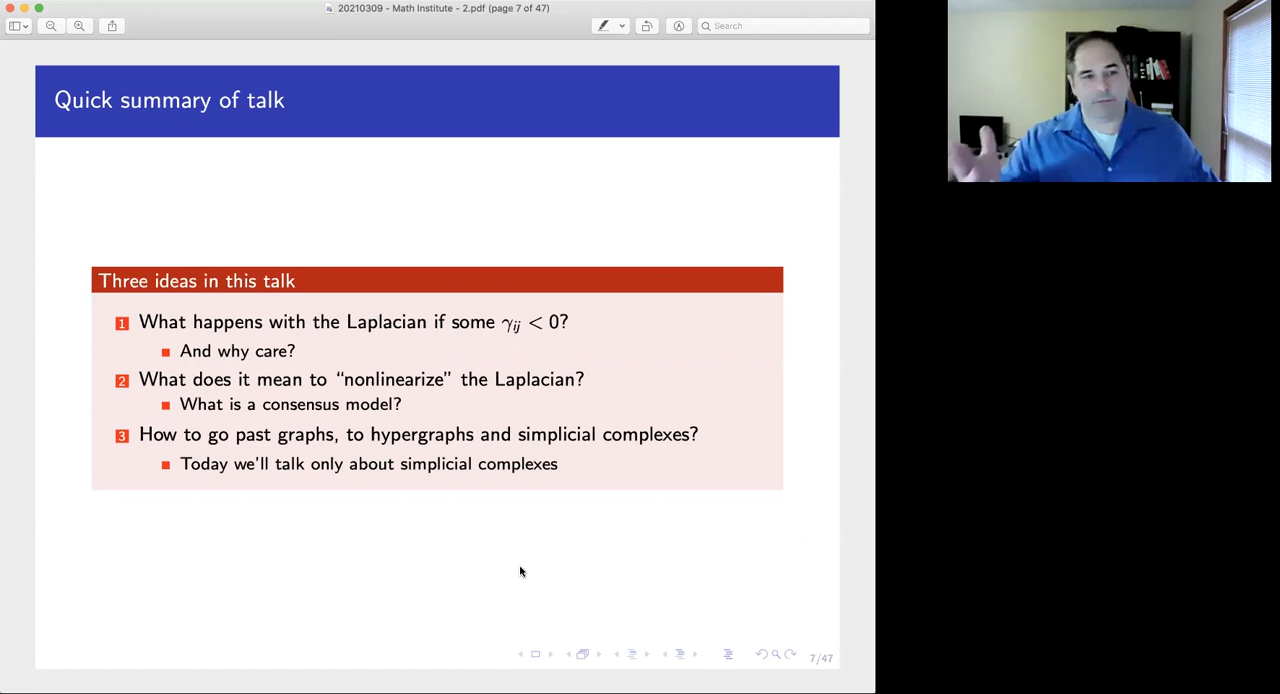 20210309 - Math Institute - 2.pdf (page 7 of 47)
Search
Quick summary of talk
Three ideas in this talk
1 What happens with the Laplacian if some γij < 0?
And why care?
2 What does it mean to “nonlinearize” the Laplacian?
What is a consensus model?
3 How to go past graphs, to hypergraphs and simplicial complexes?
Today we'll talk only about simplicial complexes
7/47